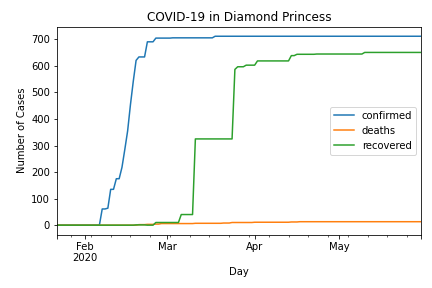 COVID-19 in Diamond Princess
Number of Cases
700
600
500
400
300
200
100
0
confirmed
deaths
recovered
Feb
2020
Mar
Apr
May
Day